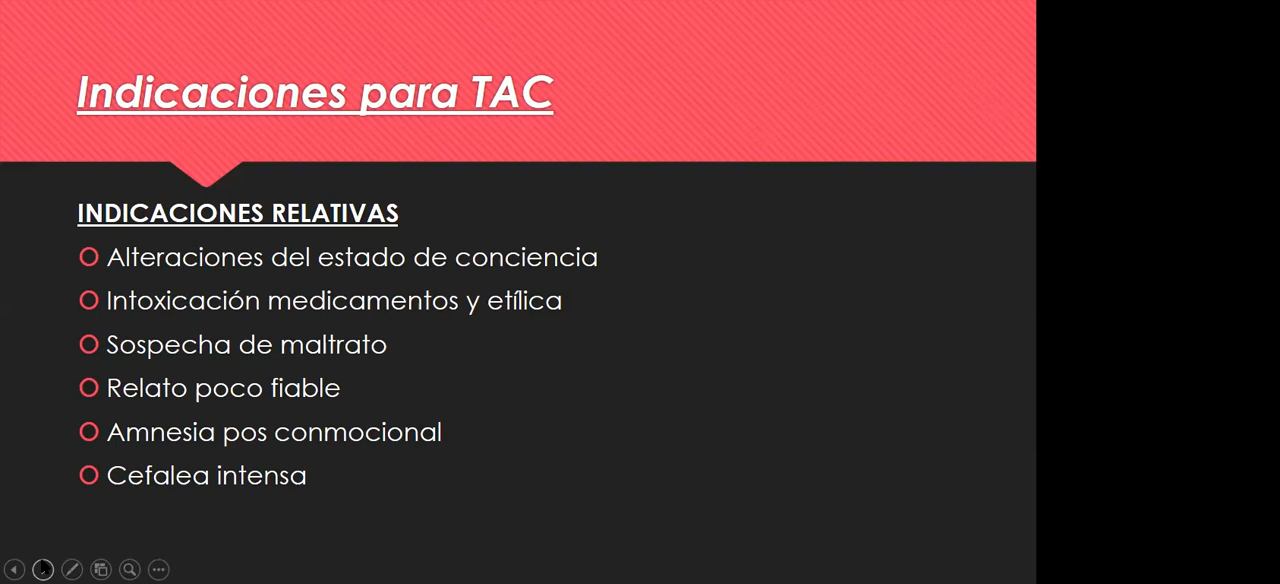 Indicaciones para TAC
INDICACIONES RELATIVAS
Alteraciones del estado de conciencia
Intoxicación medicamentos y etílica
Sospecha de maltrato
Relato poco fiable
Amnesia pos conmocional
Cefalea intensa